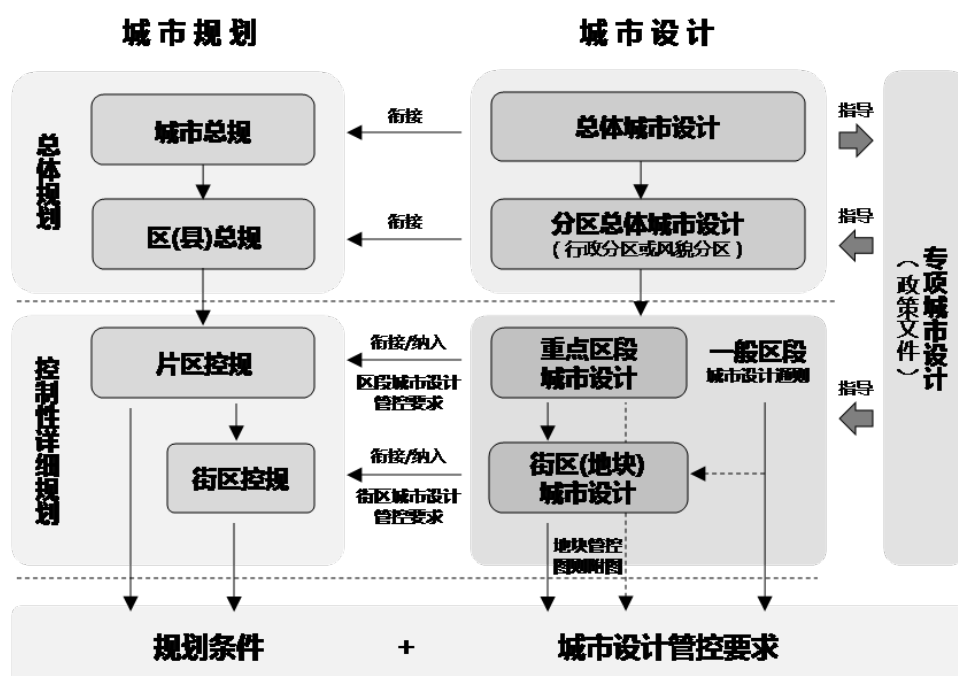 城市规划
城市设计
总体规划
城市总规
衔接
总体城市设计
指导
区(县)总规
衔接
分区总体城市设计
(行政分区或风貌分区)
指导
专项城市设计
(政策文件)
控制性详细规划
片区控规
衔接/纳入
区段城市设计
管控要求
重点区段
城市设计
一般区段
城市设计通则
指导
街区控规
衔接/纳入
街区城市设计
管控要求
街区(地块)
城市设计
地块管控
图则附图
规划条件
+
城市设计管控要求